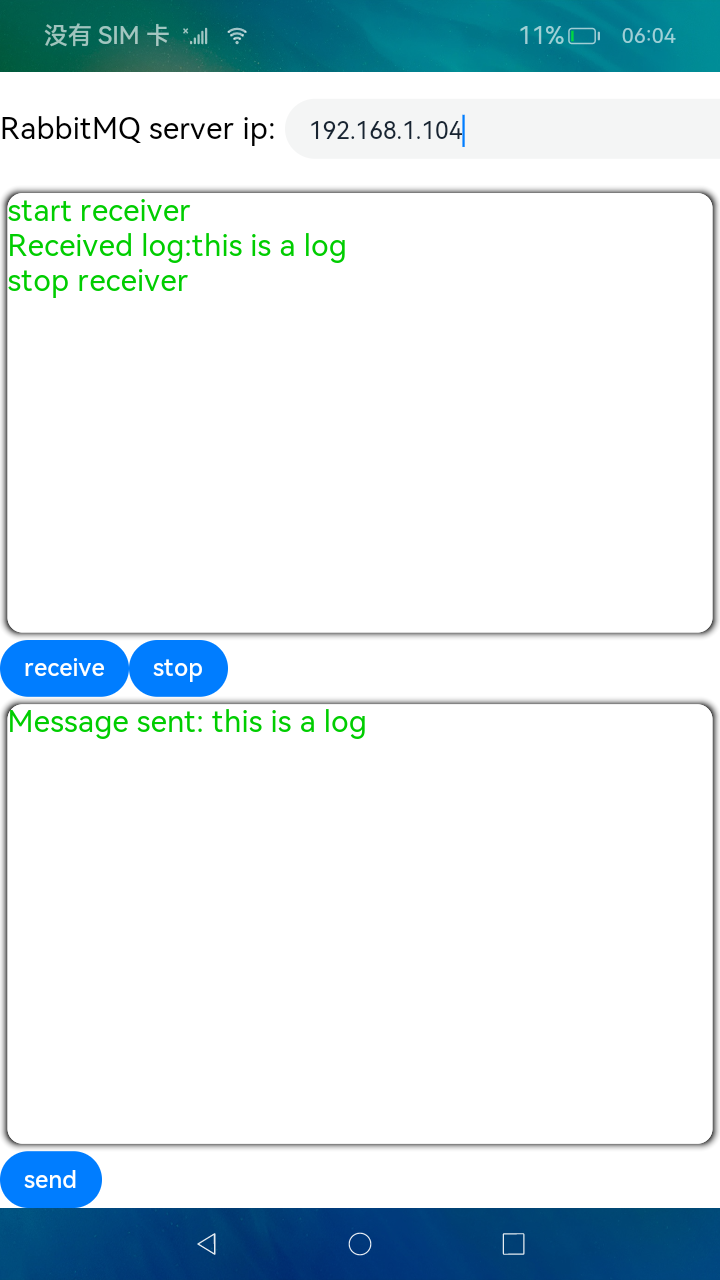 没有 SIM 卡 11% 06:04
RabbitMQ server ip: 192.168.1.104
start receiver
Received log:this is a log
stop receiver
receive stop
Message sent: this is a log
send